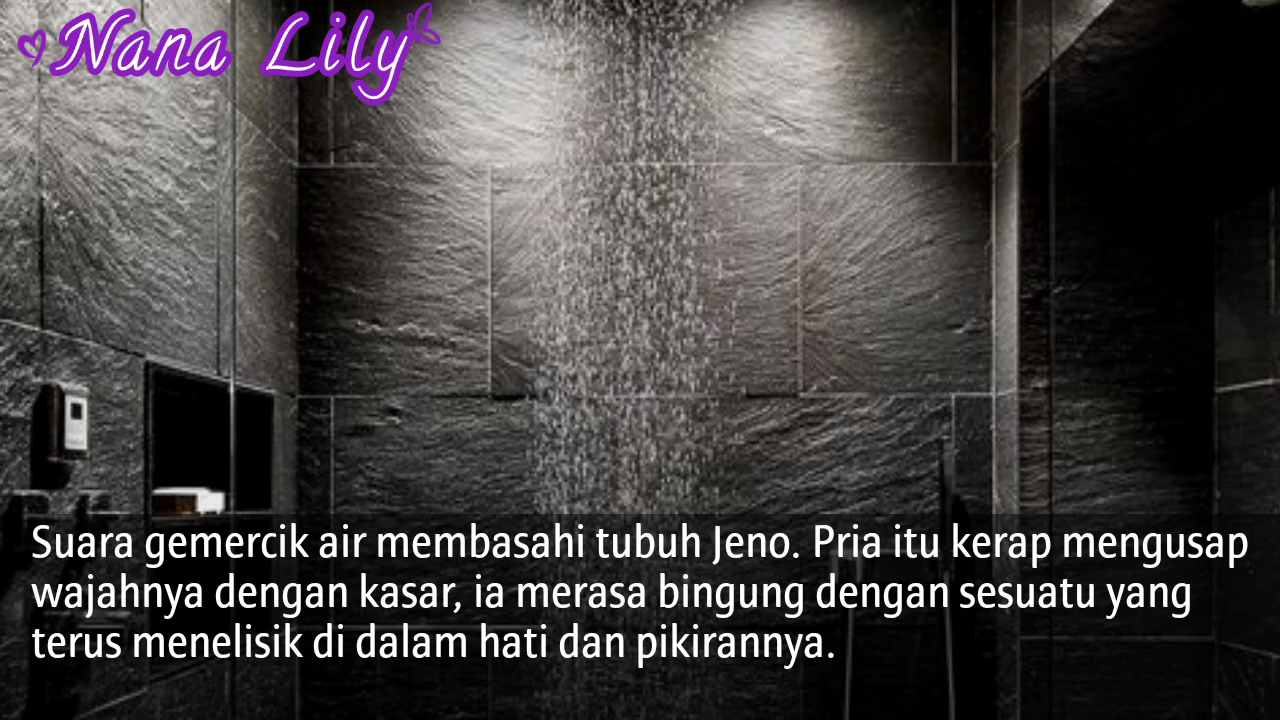 Nana Lily
Suara gemercik air membasahi tubuh Jeno. Pria itu kerap mengusap
wajahnya dengan kasar, ia merasa bingung dengan sesuatu yang
terus menelisik di dalam hati dan pikirannya.